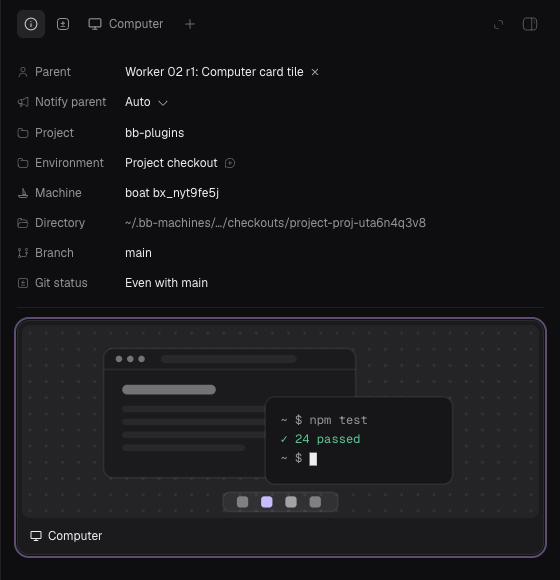 Computer
Parent Worker 02 r1: Computer card tile
Notify parent Auto
Project bb-plugins
Environment Project checkout
Machine boat bx_nyt9fe5j
Directory ~/.bb-machines/…/checkouts/project-proj-uta6n4q3v8
Branch main
Git status Even with main
~ $ npm test
✓ 24 passed
~ $
Computer